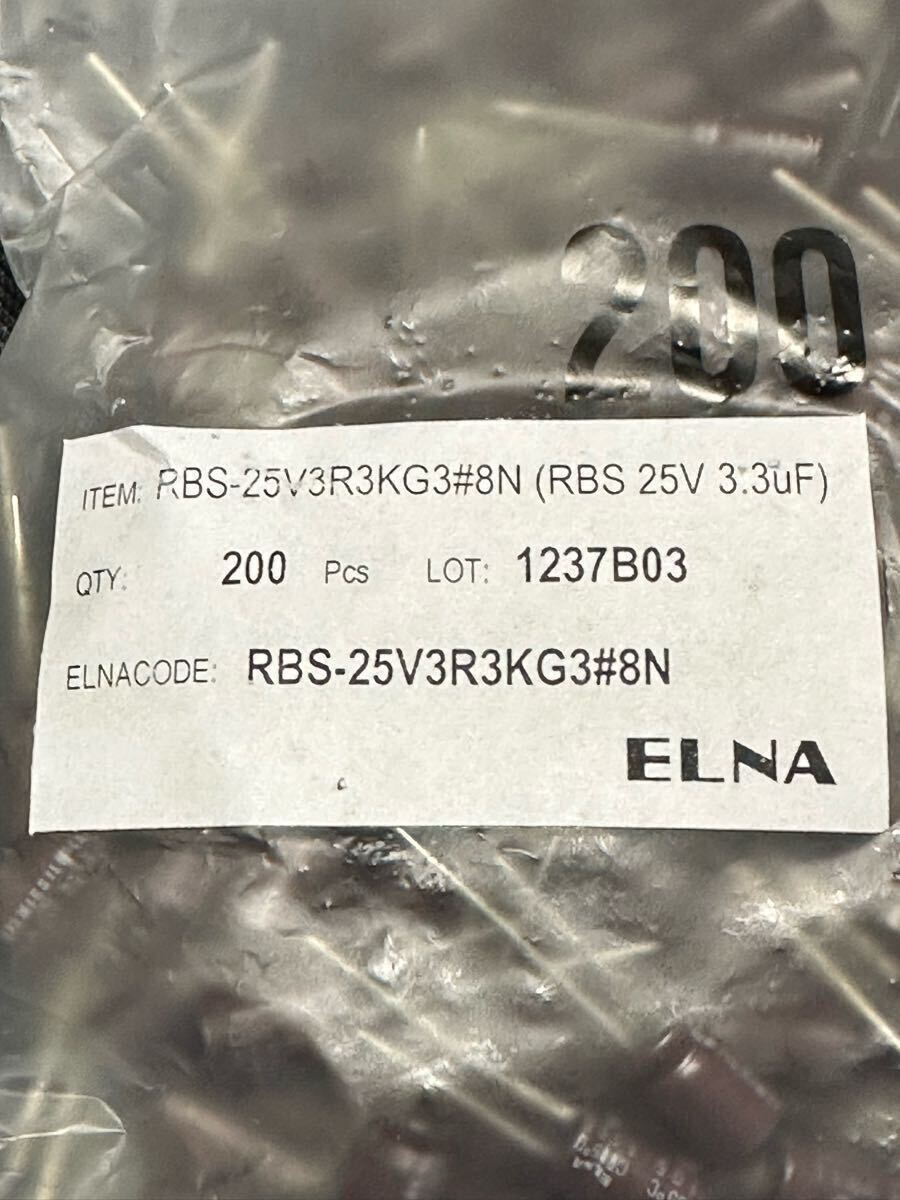 200
ITEM: RBS-25V3R3KG3#8N (RBS 25V 3.3uF)
QTY: 200 Pcs LOT: 1237B03
ELNACODE: RBS-25V3R3KG3#8N
ELNA